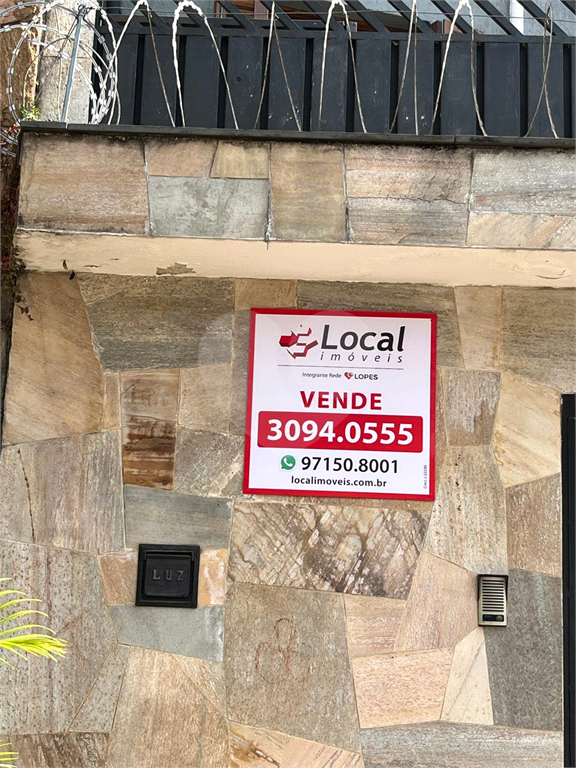 Local
imóveis
Integrante Rede LOPES
VENDE
3094.0555
97150.8001
localimoveis.com.br
LUZ